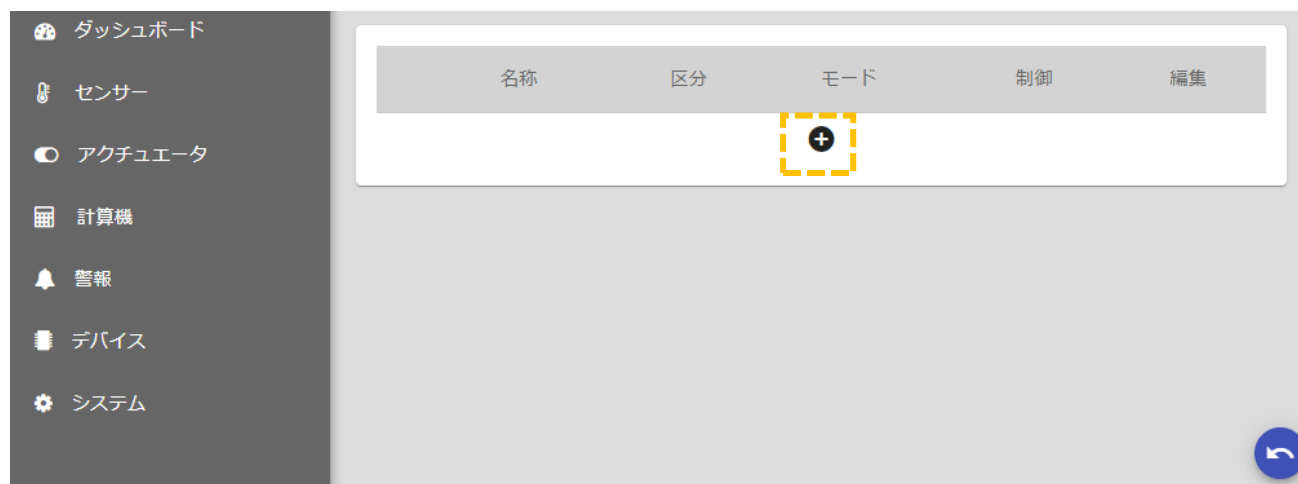 ダッシュボード
センサー
アクチュエータ
計算機
警報
デバイス
システム
名称 区分 モード 制御 編集